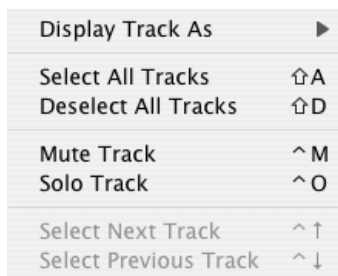 Display Track As ▶
Select All Tracks ⇧A
Deselect All Tracks ⇧D
Mute Track ^M
Solo Track ^O
Select Next Track ^↑
Select Previous Track ^↓